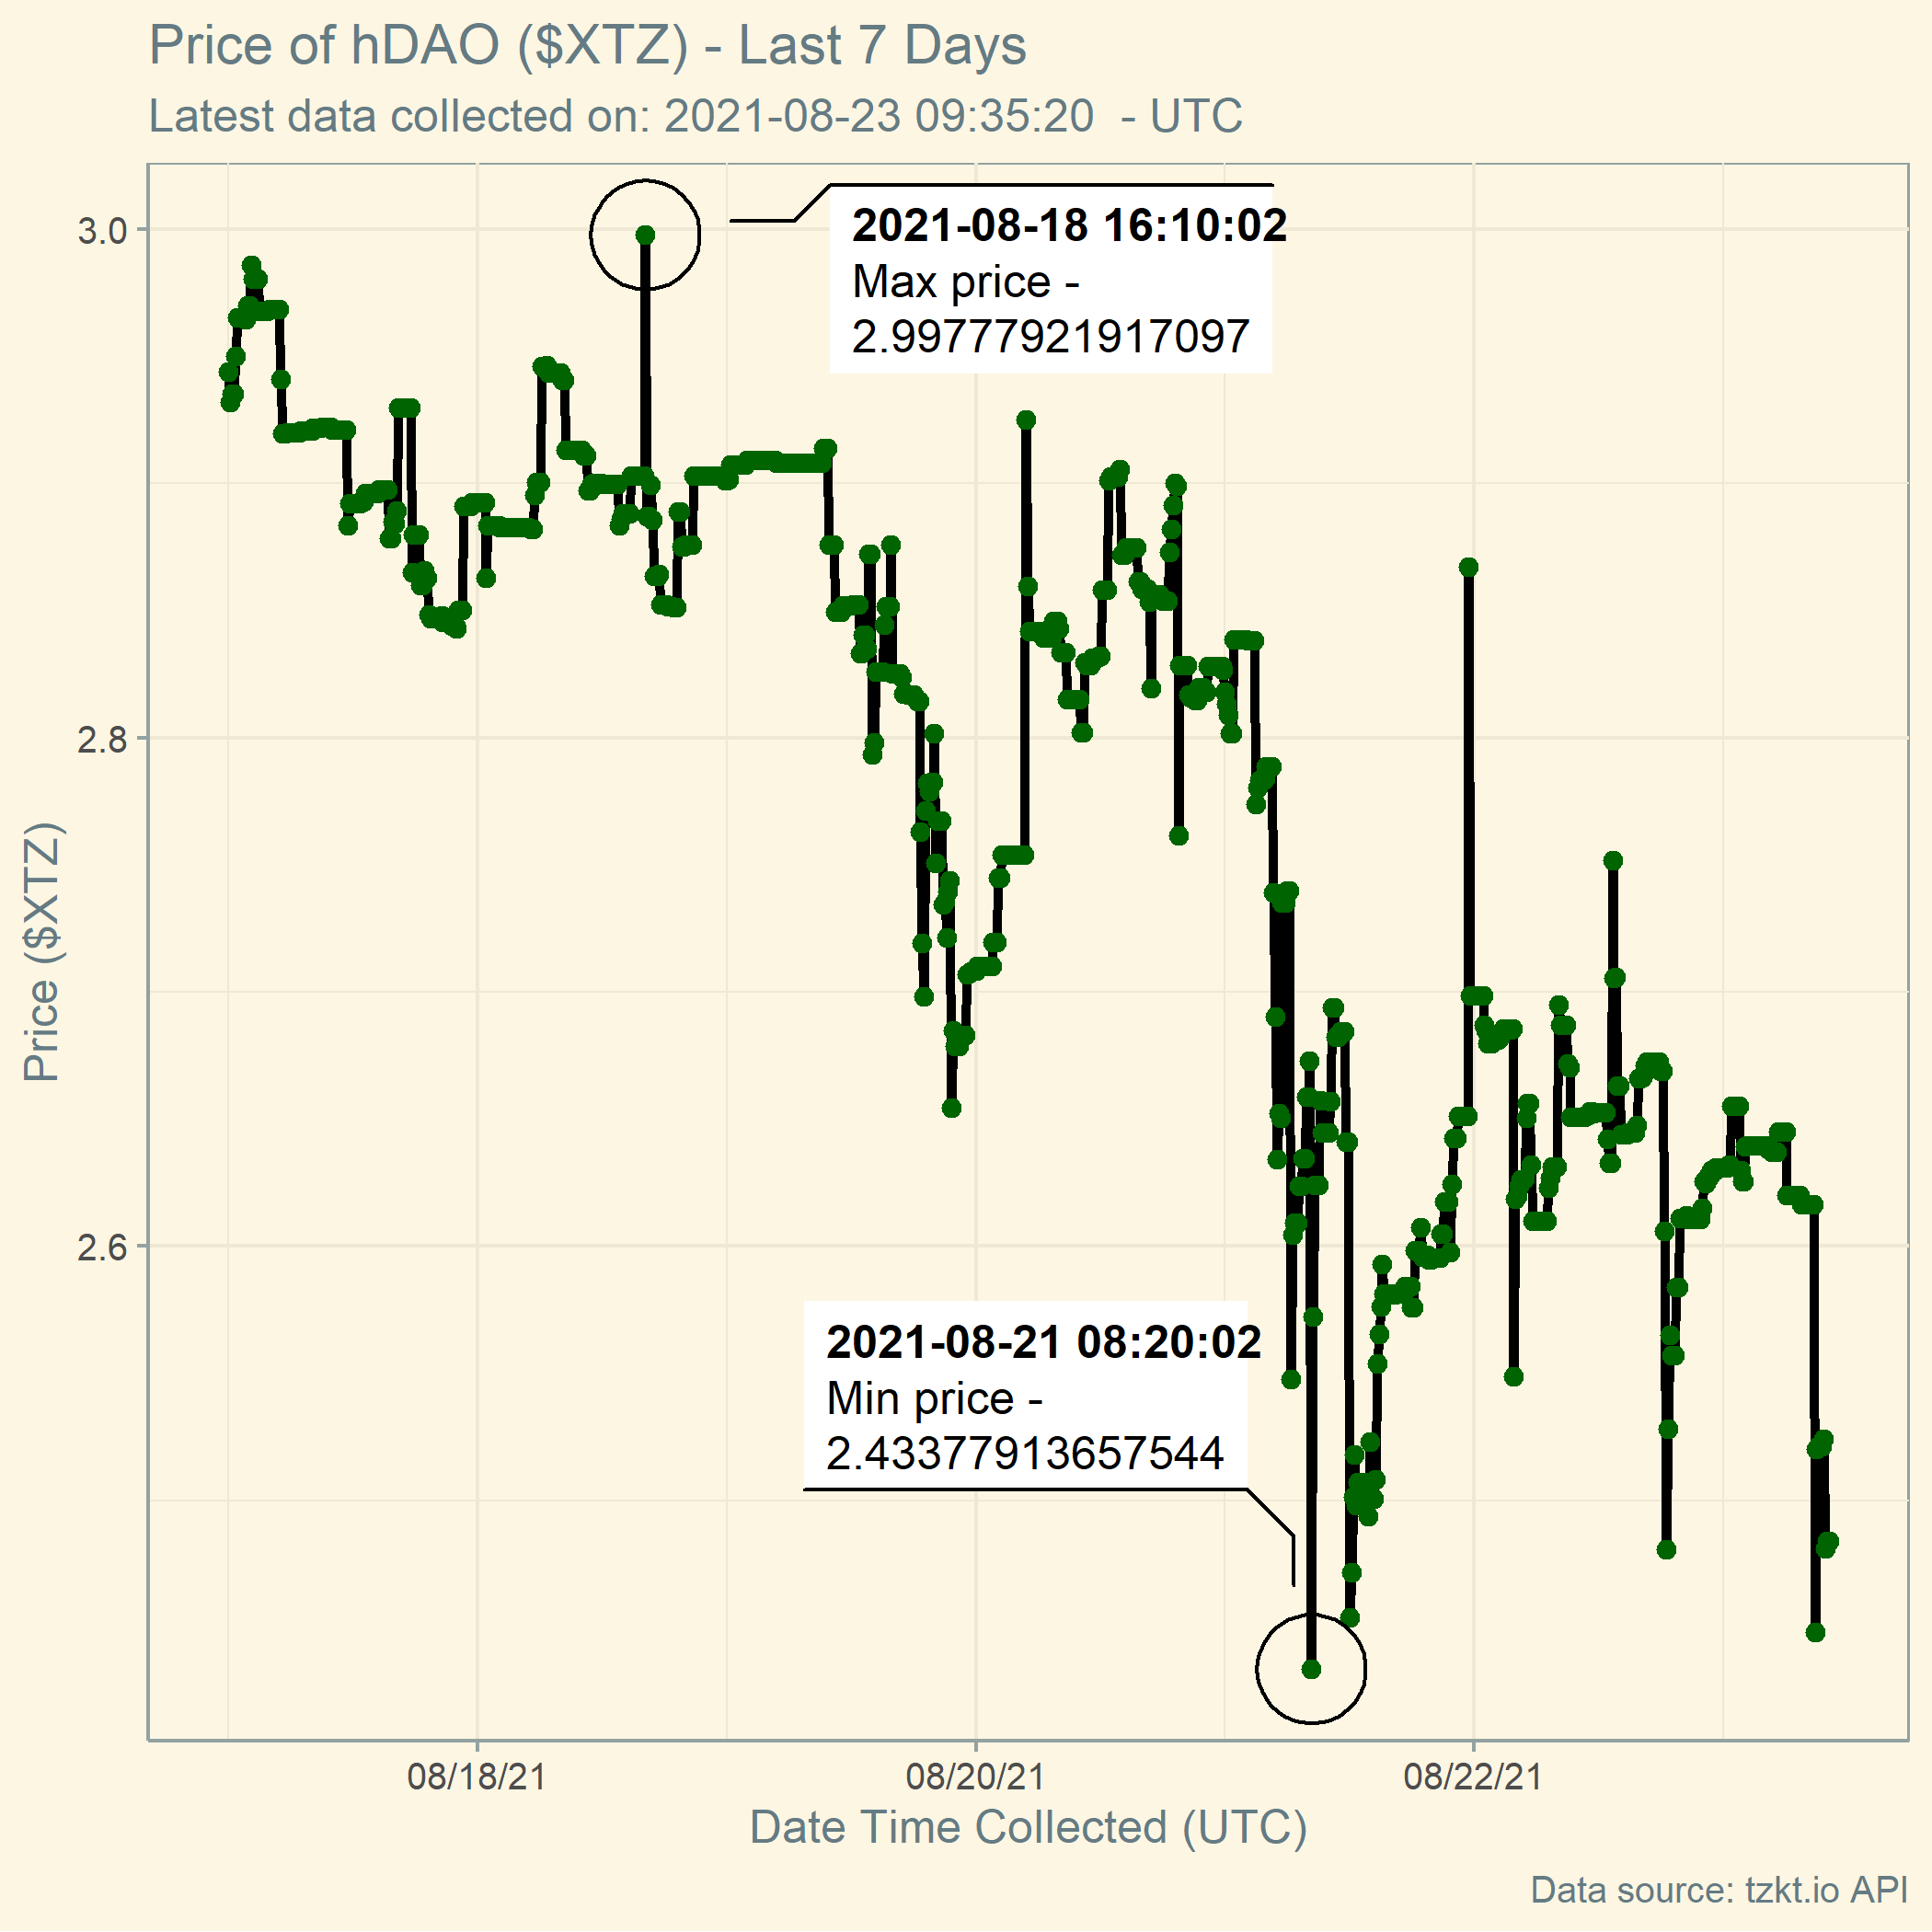 Price of hDAO ($XTZ) - Last 7 Days
Latest data collected on: 2021-08-23 09:35:20  - UTC
2021-08-18 16:10:02
Max price -
2.99777921917097
3.0
2.8
2.6
Price ($XTZ)
2021-08-21 08:20:02
Min price -
2.43377913657544
08/18/21
08/20/21
08/22/21
Date Time Collected (UTC)
Data source: tzkt.io API